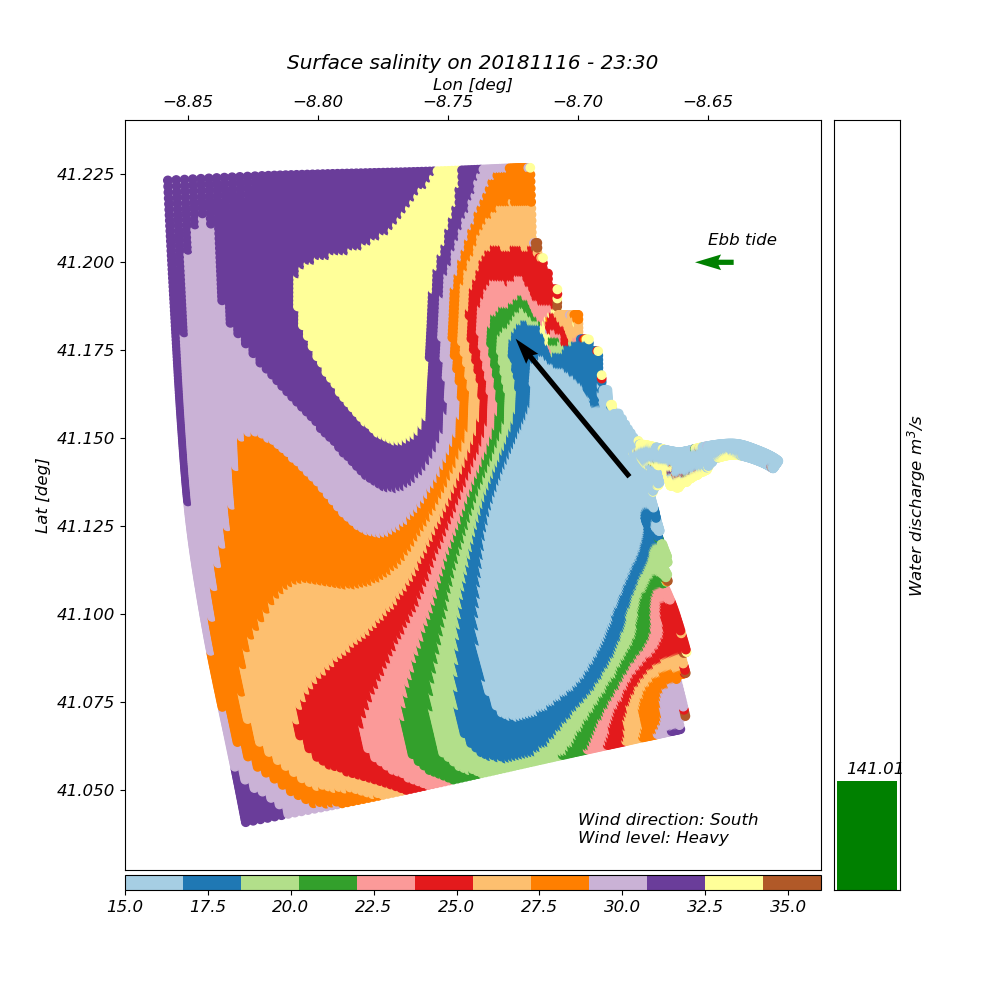 Surface salinity on 20181116 - 23:30
Lon [deg]
−8.85 −8.80 −8.75 −8.70 −8.65
41.225
41.200
41.175
41.150
41.125
41.100
41.075
41.050
Lat [deg]
Ebb tide
Water discharge m³/s
141.01
Wind direction: South
Wind level: Heavy
15.0 17.5 20.0 22.5 25.0 27.5 30.0 32.5 35.0